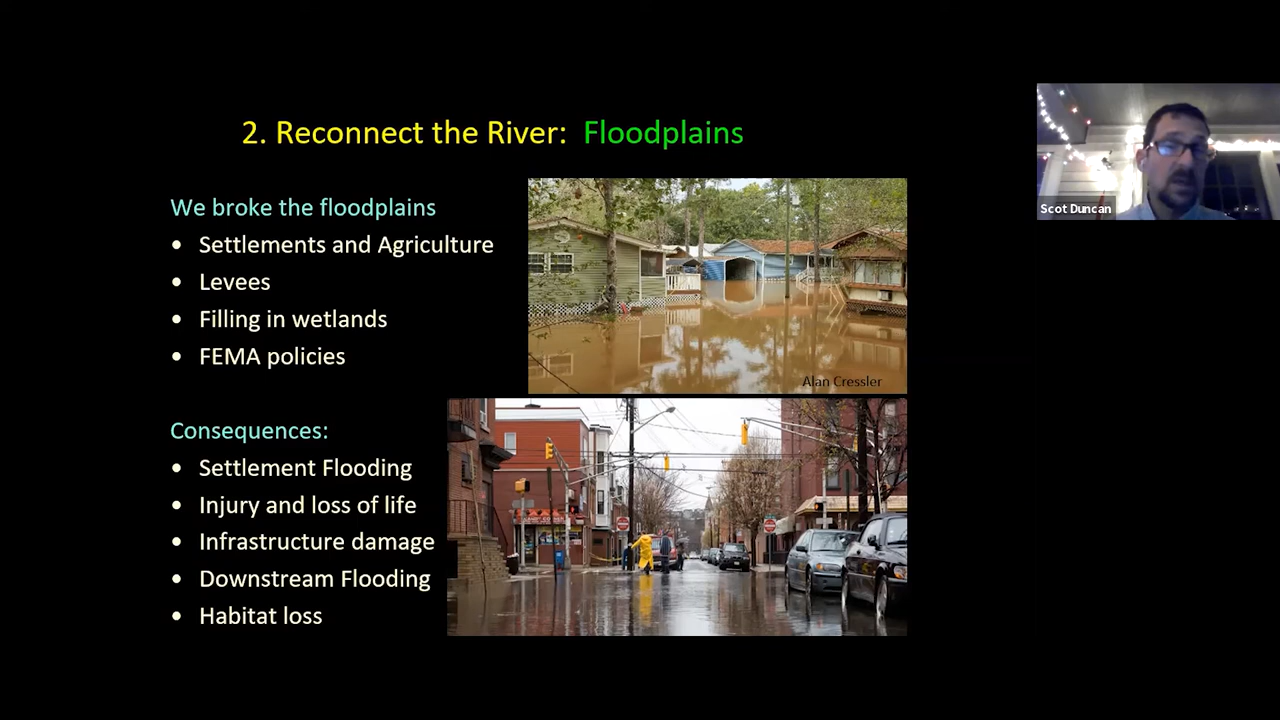 2. Reconnect the River: Floodplains
We broke the floodplains
• Settlements and Agriculture
• Levees
• Filling in wetlands
• FEMA policies
Consequences:
• Settlement Flooding
• Injury and loss of life
• Infrastructure damage
• Downstream Flooding
• Habitat loss
Alan Cressler
Scot Duncan